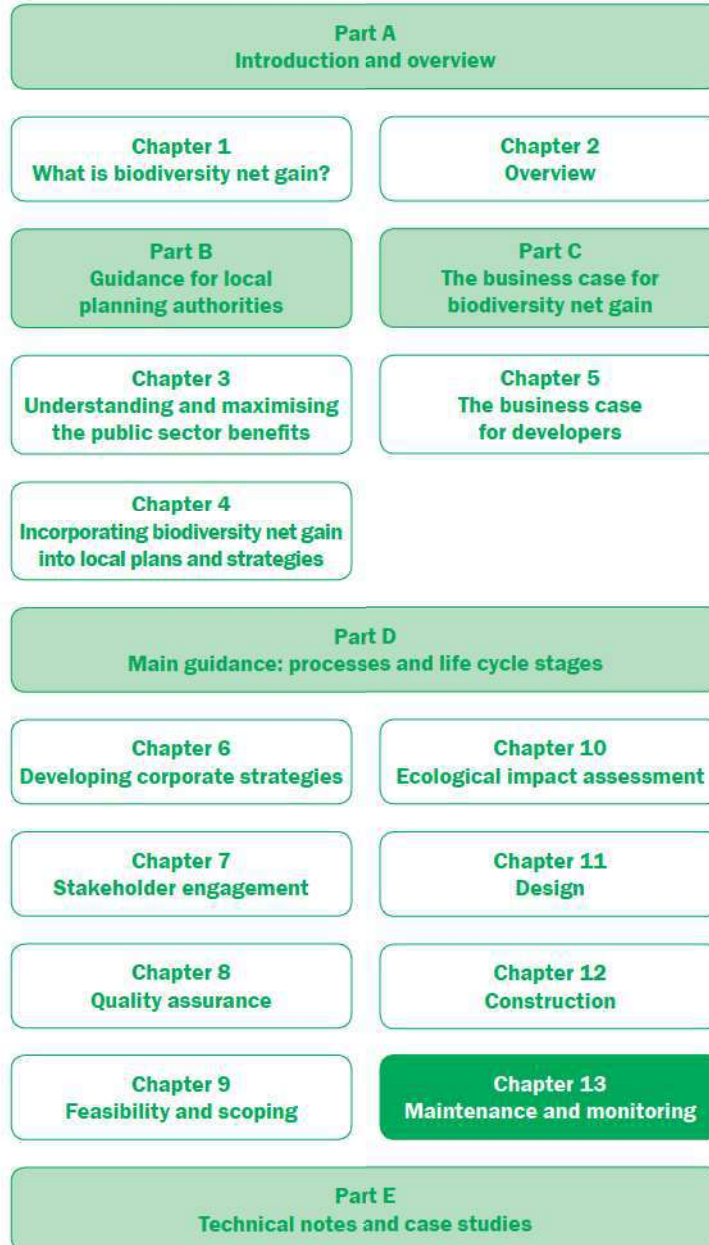 Part A
Introduction and overview
Chapter 1
What is biodiversity net gain?
Chapter 2
Overview
Part B
Guidance for local
planning authorities
Part C
The business case for
biodiversity net gain
Chapter 3
Understanding and maximising
the public sector benefits
Chapter 5
The business case
for developers
Chapter 4
Incorporating biodiversity net gain
into local plans and strategies
Part D
Main guidance: processes and life cycle stages
Chapter 6
Developing corporate strategies
Chapter 10
Ecological impact assessment
Chapter 7
Stakeholder engagement
Chapter 11
Design
Chapter 8
Quality assurance
Chapter 12
Construction
Chapter 9
Feasibility and scoping
Chapter 13
Maintenance and monitoring
Part E
Technical notes and case studies